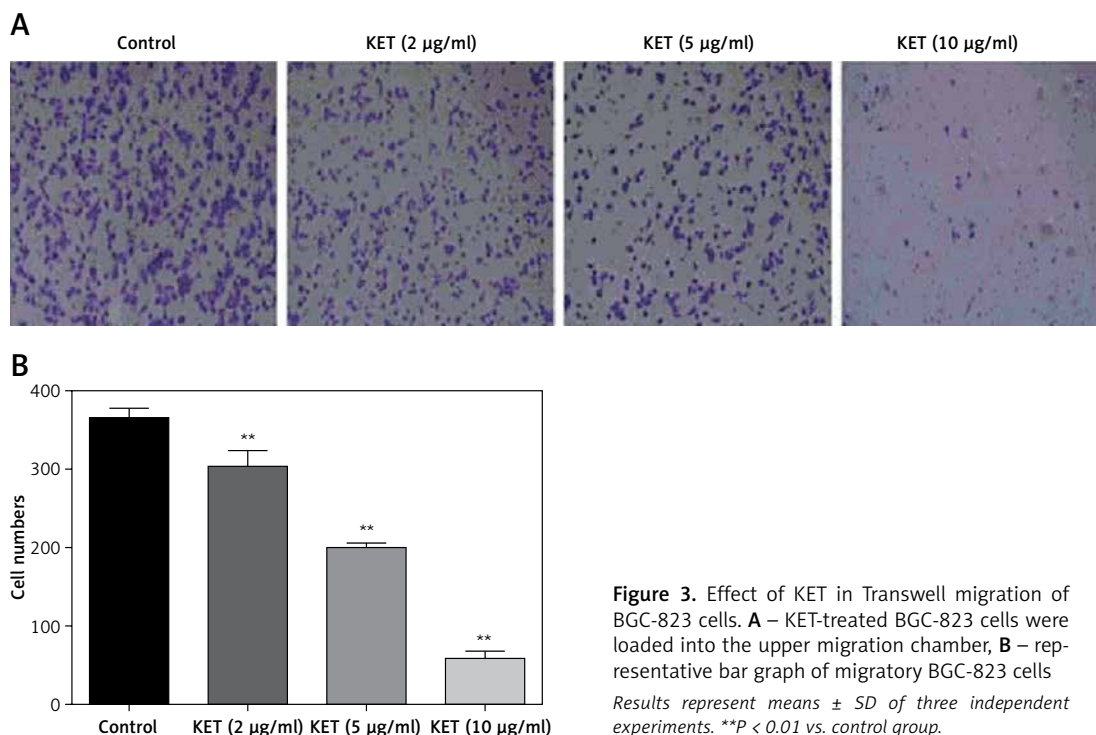 A
Control
KET (2 μg/ml)
KET (5 μg/ml)
KET (10 μg/ml)
B
Cell numbers
400
300
200
100
0
**
**
**
Control
KET (2 μg/ml)
KET (5 μg/ml)
KET (10 μg/ml)
Figure 3. Effect of KET in Transwell migration of
BGC-823 cells. A – KET-treated BGC-823 cells were
loaded into the upper migration chamber, B – rep-
resentative bar graph of migratory BGC-823 cells
Results represent means ± SD of three independent
experiments. **P < 0.01 vs. control group.